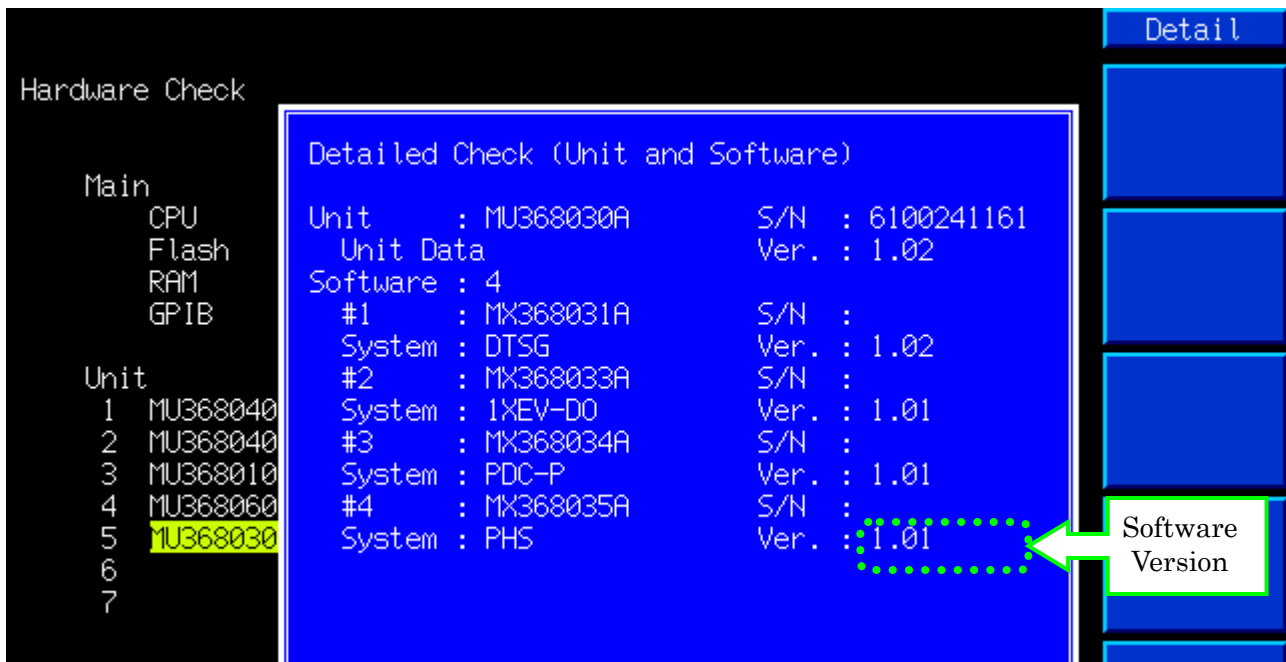 Detail
Hardware Check
Main
CPU
Flash
RAM
GPIB
Unit
1 MU368040
2 MU368040
3 MU368010
4 MU368060
5 MU368030
6
7
Detailed Check (Unit and Software)
Unit : MU368030A S/N : 6100241161
Unit Data Ver. : 1.02
Software : 4
#1 : MX368031A S/N :
System : DTSG Ver. : 1.02
#2 : MX368033A S/N :
System : 1XEV-DO Ver. : 1.01
#3 : MX368034A S/N :
System : PDC-P Ver. : 1.01
#4 : MX368035A S/N :
System : PHS Ver. : 1.01
Software
Version